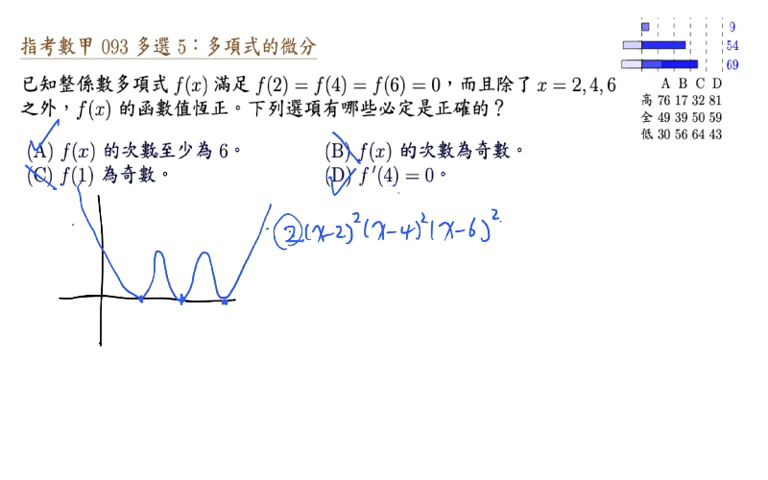 指考數甲 093 多選 5：多項式的微分
9
54
69
A B C D
高 76 17 32 81
全 49 39 50 59
低 30 56 64 43
已知整係數多項式 f(x) 滿足 f(2) = f(4) = f(6) = 0，而且除了 x = 2, 4, 6
之外，f(x) 的函數值恆正。下列選項有哪些必定是正確的？
(A) f(x) 的次數至少為 6。 (B) f(x) 的次數為奇數。
(C) f(1) 為奇數。 (D) f′(4) = 0。
2(x-2)²(x-4)²(x-6)²